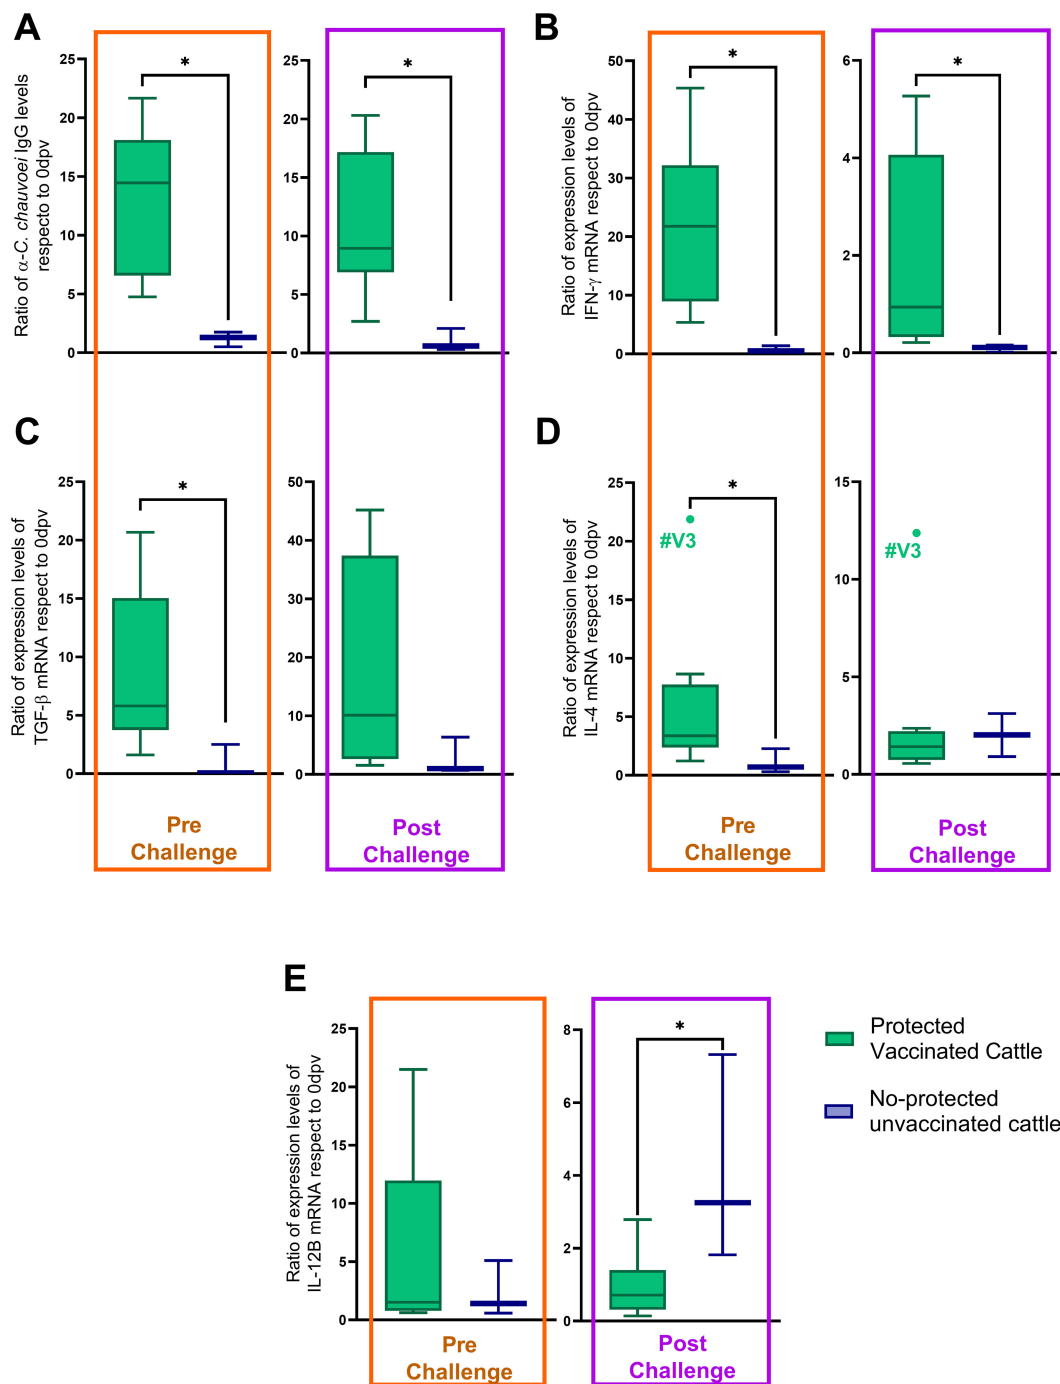 A
Ratio of α-C. chauvoei IgG levels
respecto to 0dpv
25
20
15
10
5
0
*
25
20
15
10
5
0
*
B
Ratio of expression levels of
IFN-γ mRNA respect to 0dpv
50
40
30
20
10
0
*
6
4
2
0
*
C
Ratio of expression levels of
TGF-β mRNA respect to 0dpv
25
20
15
10
5
0
*
50
40
30
20
10
0
D
Ratio of expression levels of
IL-4 mRNA respect to 0dpv
25
20
15
10
5
0
*
#V3
15
10
5
0
#V3
Pre
Challenge
Post
Challenge
Pre
Challenge
Post
Challenge
E
Ratio of expression levels of
IL-12B mRNA respect to 0dpv
25
20
15
10
5
0
8
6
4
2
0
*
Pre
Challenge
Post
Challenge
Protected
Vaccinated Cattle
No-protected
unvaccinated cattle